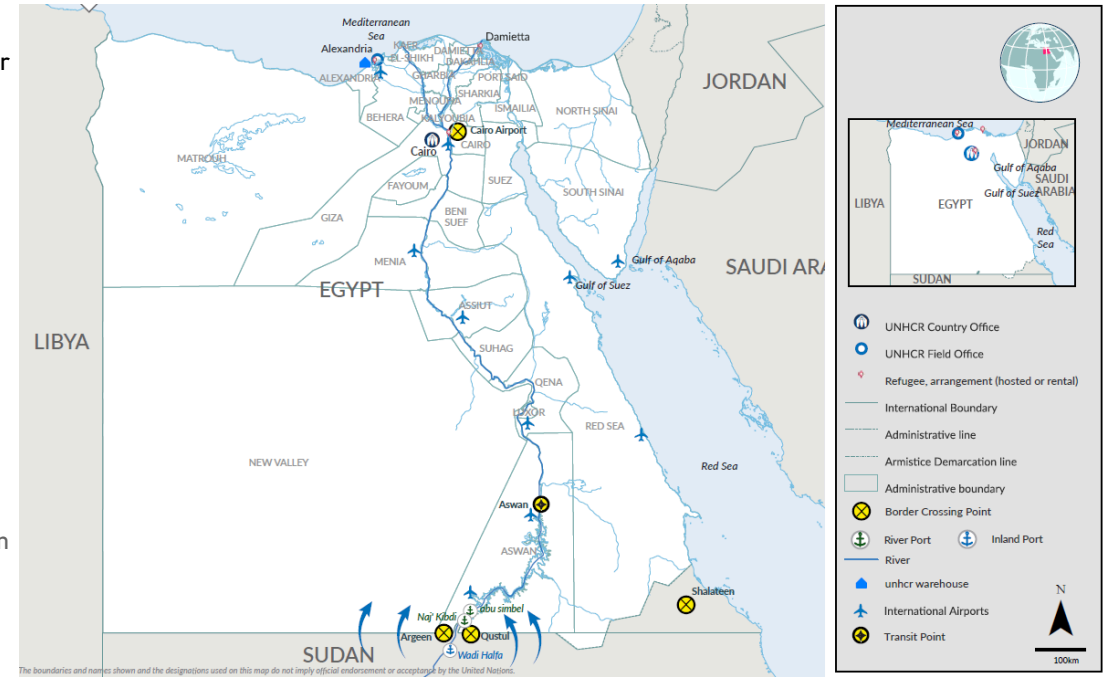 r
m
Mediterranean
Sea
Alexandria
Damietta
KAFR
EL-SHIKH
DAMIETTA
DAKAHLIA
ALEXANDRIA
GBARBIA
PORTSAID
SHARKIA
MENOUFIA
ISMAILIA
NORTH SINAI
BEHERA
KALYOUBIA
Cairo Airport
Cairo
CAIRO
JORDAN
MATROUH
FAYOUM
SUEZ
SOUTH SINAI
GIZA
BENI
SUEF
MENIA
Gulf of Aqaba
SAUDI ARA
Gulf of Suez
EGYPT
ASSIUT
LIBYA
SUHAG
QENA
LUXOR
RED SEA
NEW VALLEY
Red Sea
Aswan
ASWAN
Shalateen
Naj' Kibdi
abu simbel
Argeen
Qustul
SUDAN
Wadi Halfa
The boundaries and names shown and the designations used on this map do not imply official endorsement or acceptance by the United Nations.
Mediterranean Sea
JORDAN
Gulf of Aqaba
SAUDI
ARABIA
Gulf of Suez
LIBYA
EGYPT
Red
Sea
SUDAN
UNHCR Country Office
UNHCR Field Office
Refugee, arrangement (hosted or rental)
International Boundary
Administrative line
Armistice Demarcation line
Administrative boundary
Border Crossing Point
River Port
Inland Port
River
unhcr warehouse
N
International Airports
Transit Point
100km